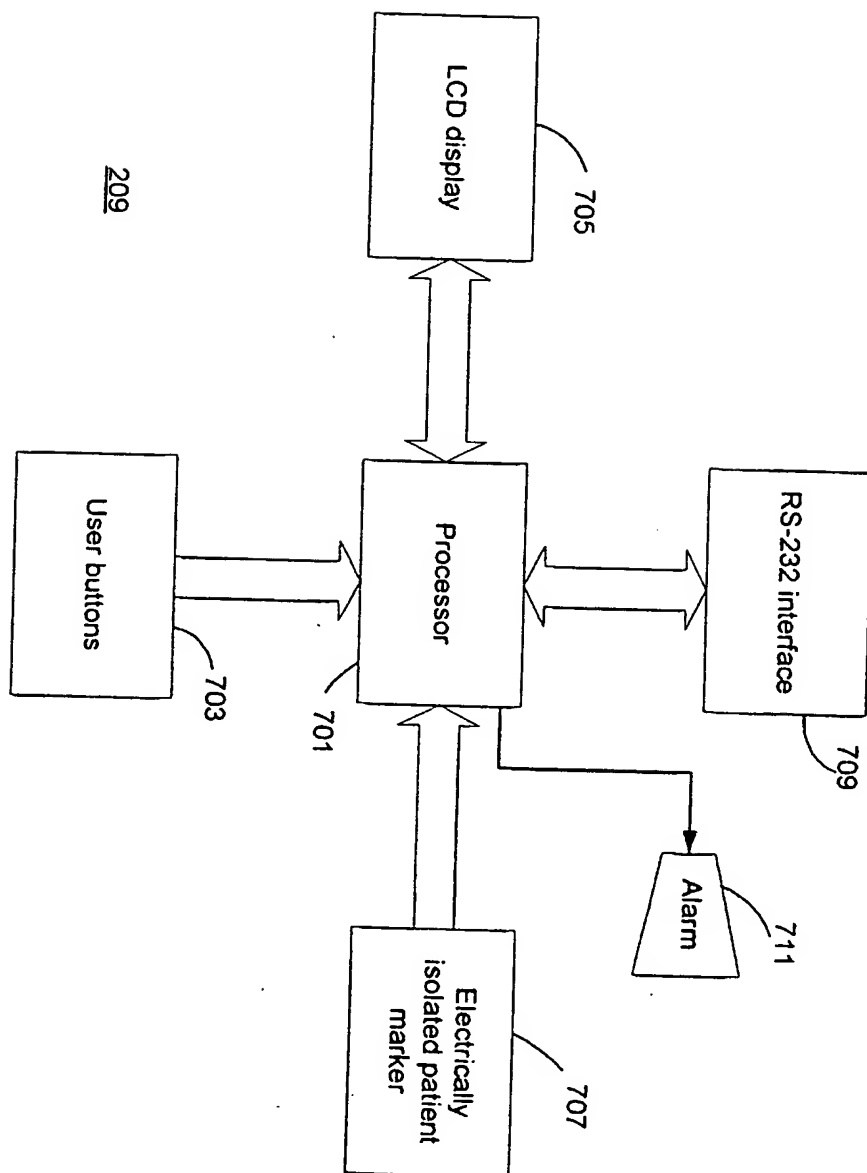 LCD display
705
209
RS-232 interface
709
Processor
701
User buttons
703
Alarm
711
Electrically
isolated patient
marker
707